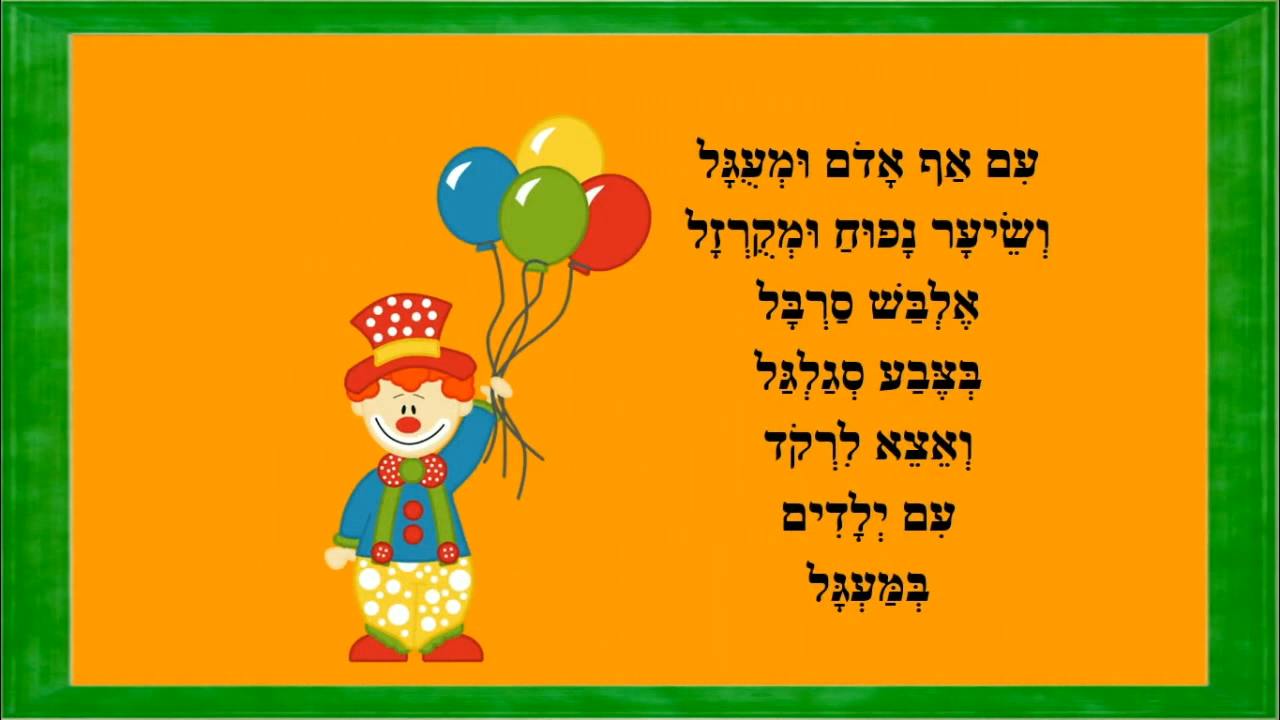 עִם אַף אָדֹם וּמְעֻגָּל
וְשֵׂיעָר נָפוּחַ וּמְקֻרְזָל
אֶלְבַּשׁ סַרְבָּל
בְּצֶבַע סְגַלְגַּל
וְאֵצֵא לִרְקֹד
עִם יְלָדִים
בְּמַּעְגָּל